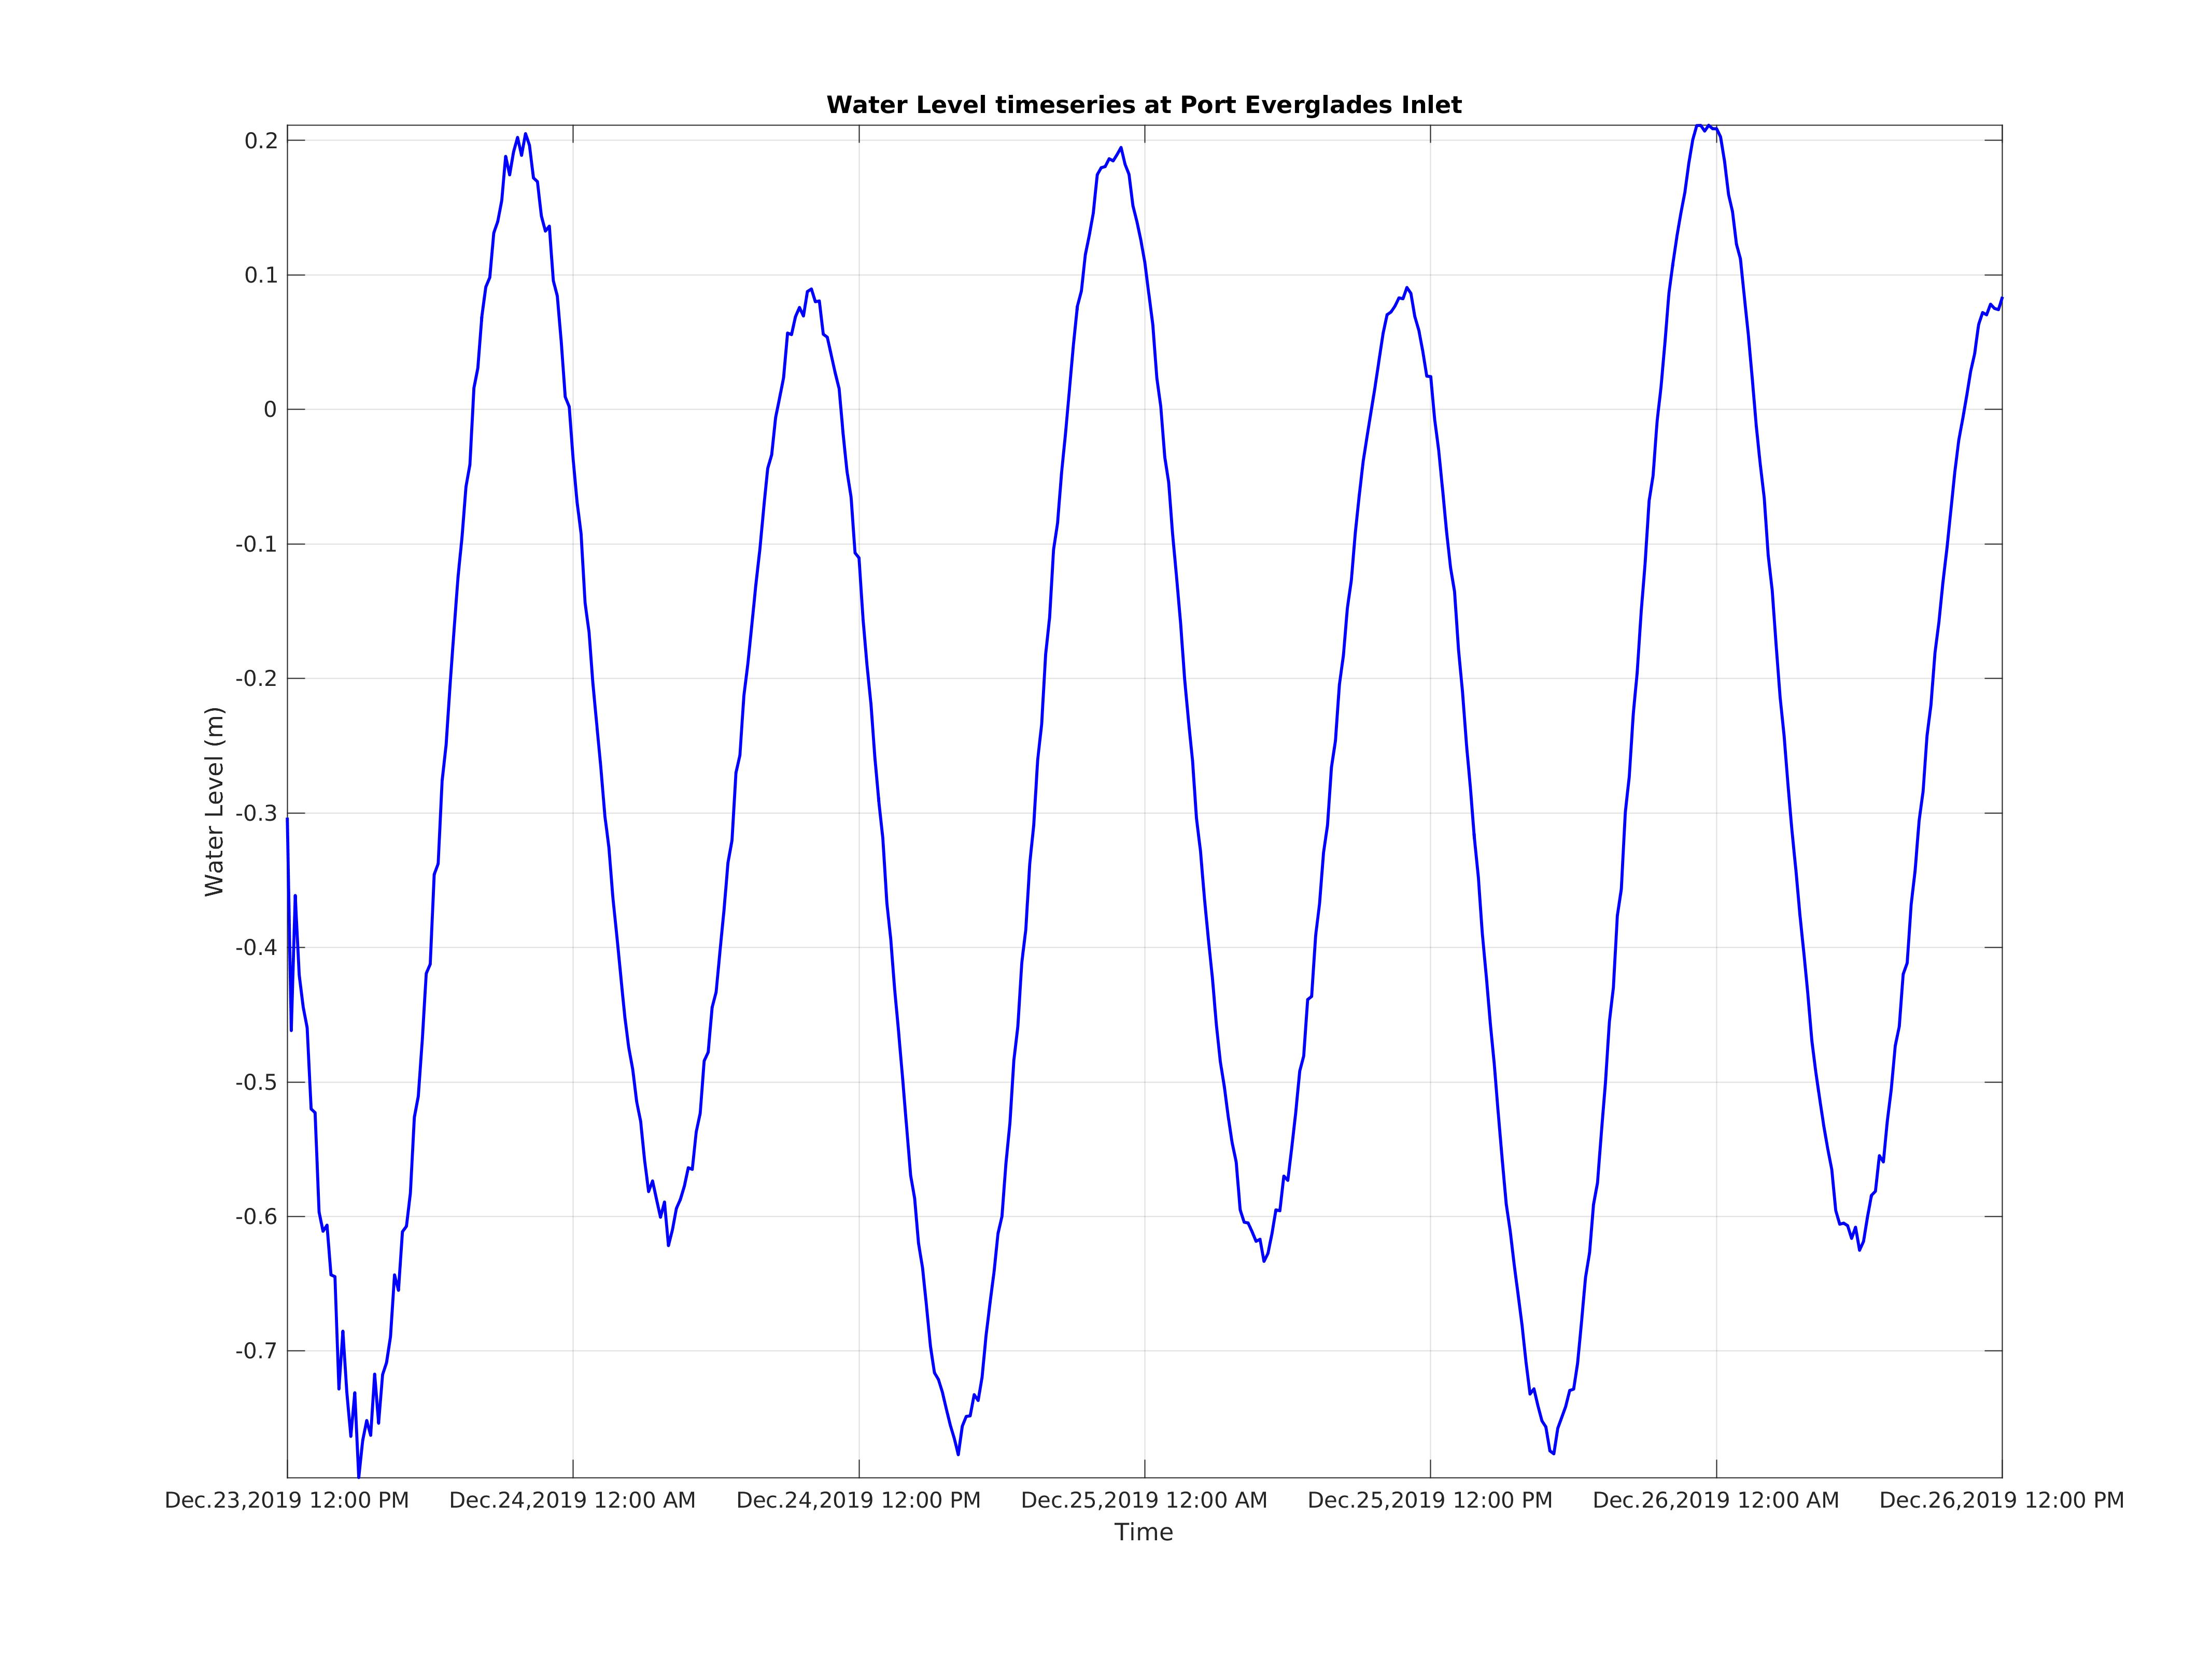 Water Level timeseries at Port Everglades Inlet
0.2
0.1
0
-0.1
-0.2
-0.3
-0.4
-0.5
-0.6
-0.7
Water Level (m)
Dec.23,2019 12:00 PM Dec.24,2019 12:00 AM Dec.24,2019 12:00 PM Dec.25,2019 12:00 AM Dec.25,2019 12:00 PM Dec.26,2019 12:00 AM Dec.26,2019 12:00 PM
Time